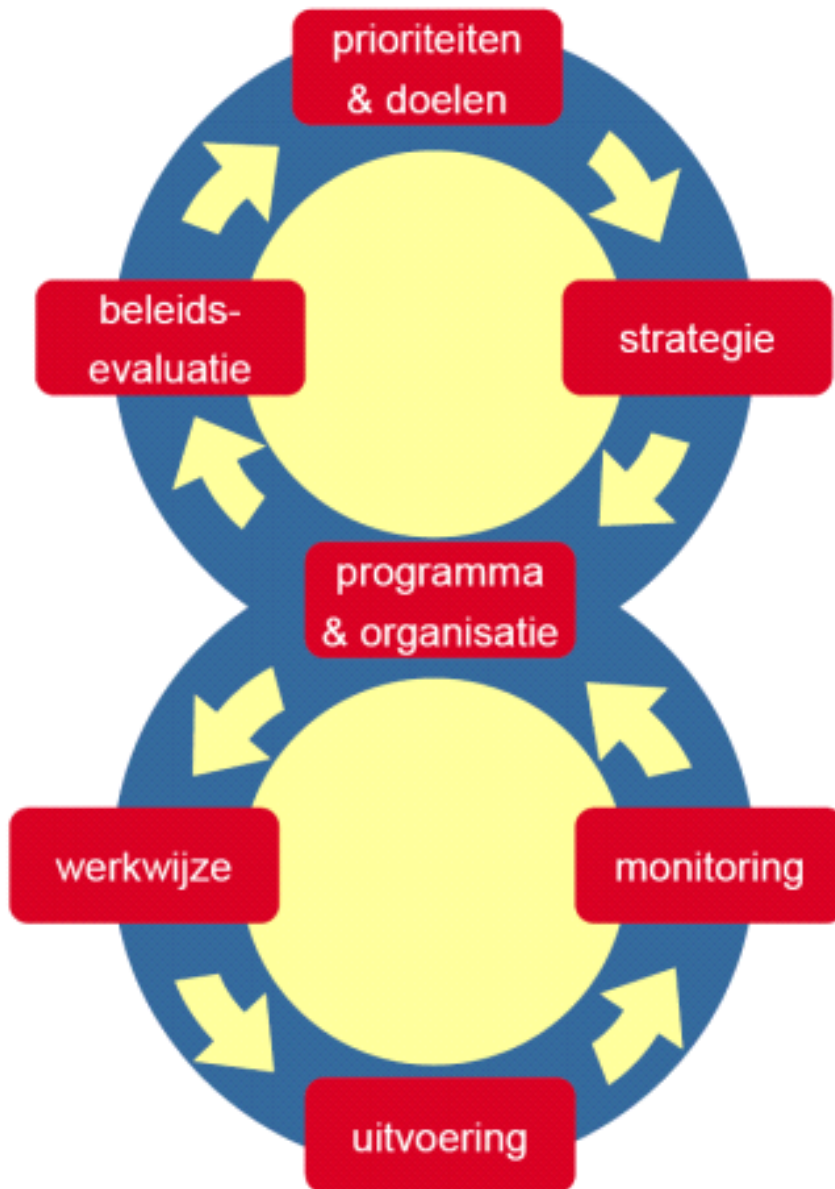 prioriteiten
& doelen
beleids-
evaluatie
strategie
programma
& organisatie
werkwijze
monitoring
uitvoering